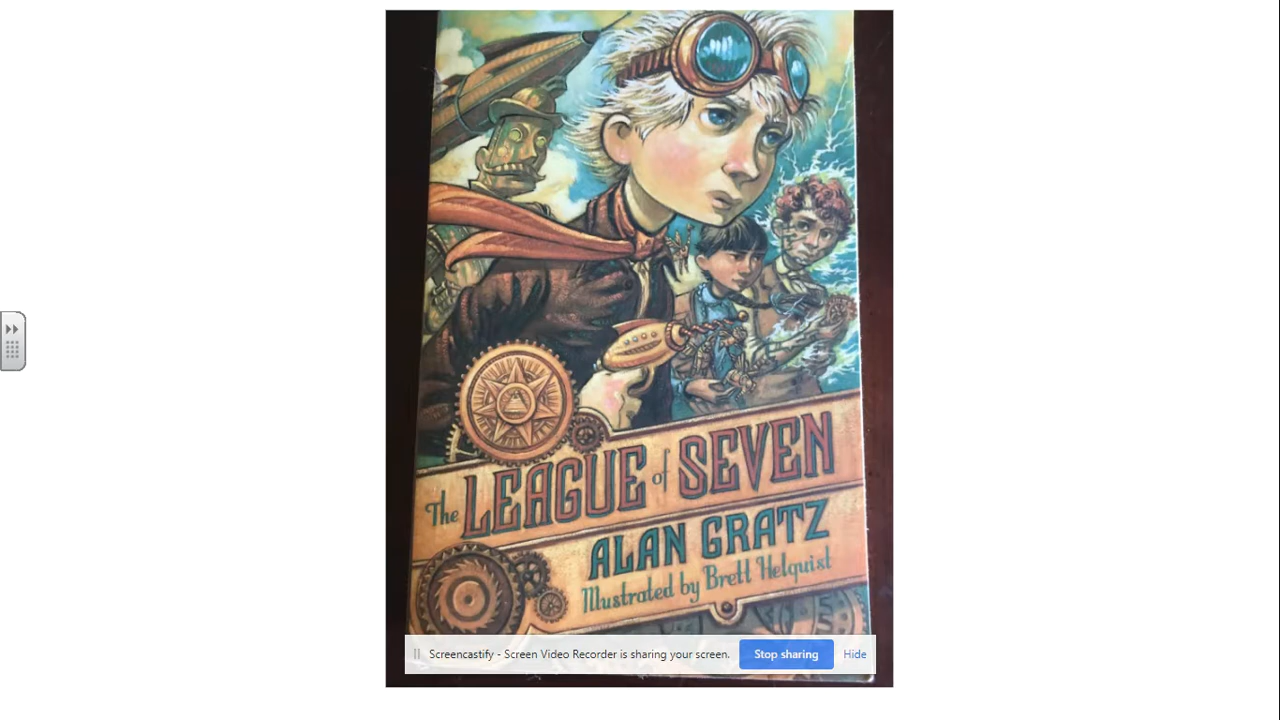 The LEAGUE of SEVEN
ALAN GRATZ
Illustrated by Brett Helquist
Screencastify - Screen Video Recorder is sharing your screen. Stop sharing Hide